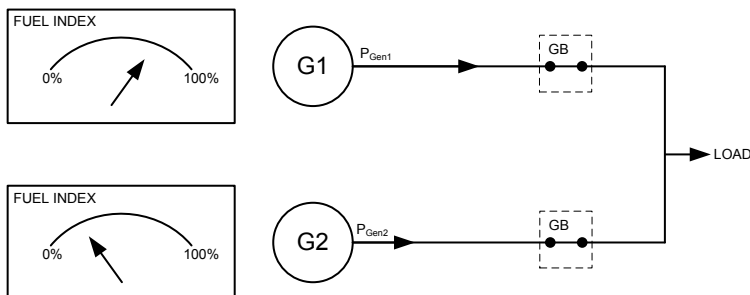 FUEL INDEX
0% 100%
G1
PGen1
GB
LOAD
FUEL INDEX
0% 100%
G2
PGen2
GB